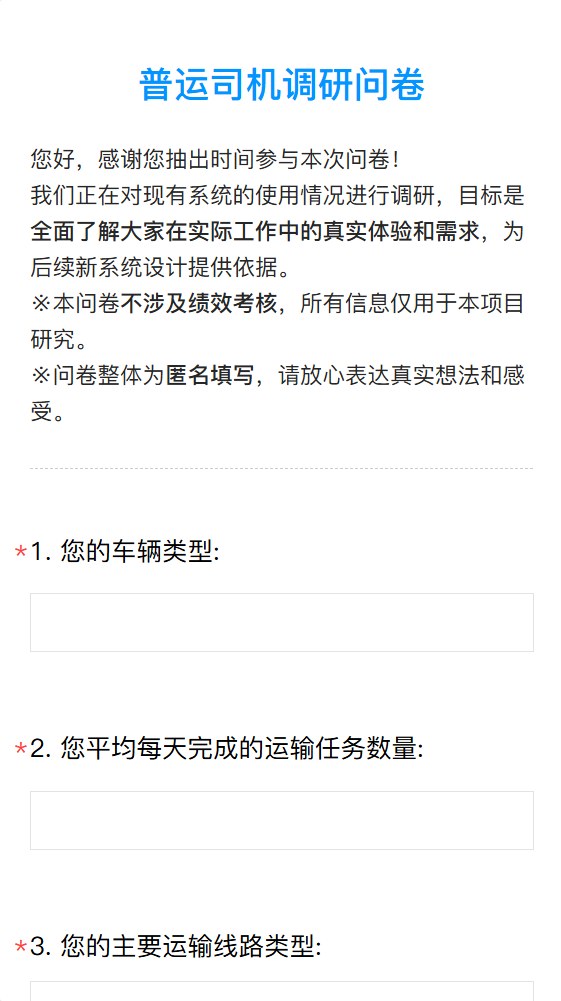 普运司机调研问卷
您好，感谢您抽出时间参与本次问卷！
我们正在对现有系统的使用情况进行调研，目标是
全面了解大家在实际工作中的真实体验和需求，为
后续新系统设计提供依据。
※本问卷不涉及绩效考核，所有信息仅用于本项目
研究。
※问卷整体为匿名填写，请放心表达真实想法和感
受。
*1. 您的车辆类型:
*2. 您平均每天完成的运输任务数量:
*3. 您的主要运输线路类型: